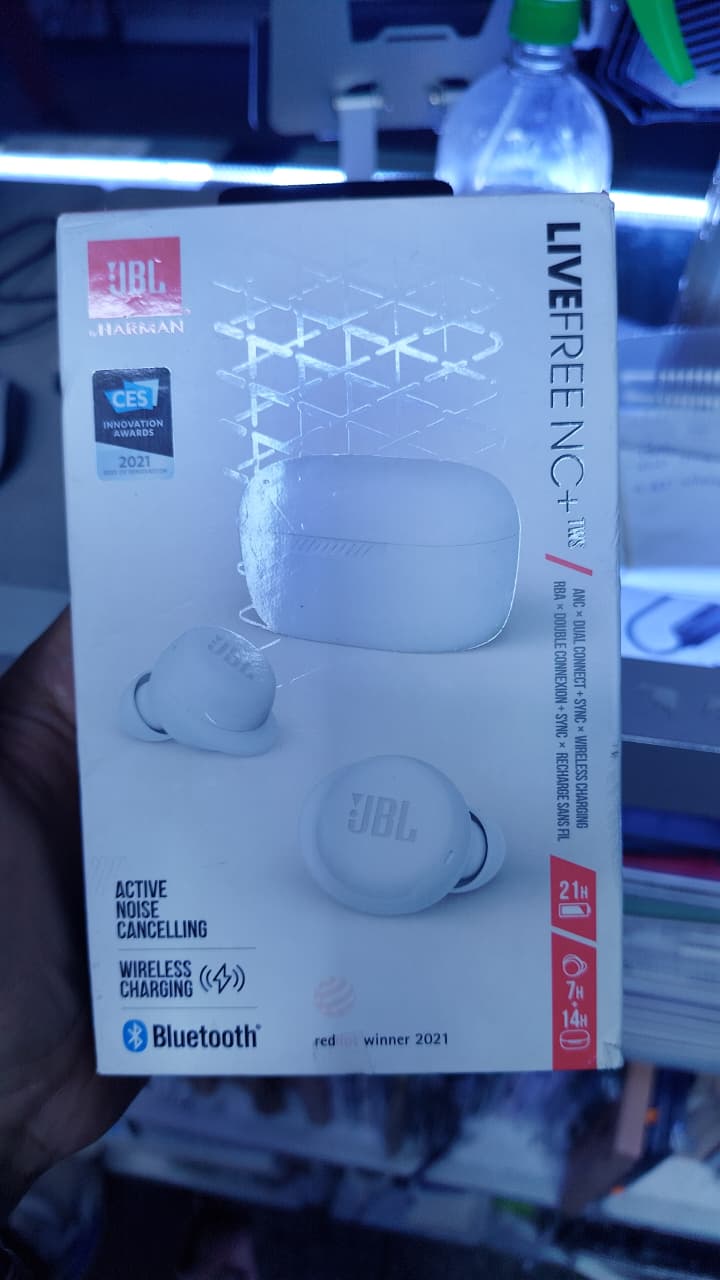 JBL
by HARMAN
CES
INNOVATION
AWARDS
2021
LIVEFREE NC+ TWS
ANC × DUAL CONNECT + SYNC × WIRELESS CHARGING
RBA × DOUBLE CONNEXION + SYNC × RECHARGE SANS FIL
JBL
JBL
21H
7H
+
14H
ACTIVE
NOISE
CANCELLING
WIRELESS
CHARGING
Bluetooth®
reddot winner 2021